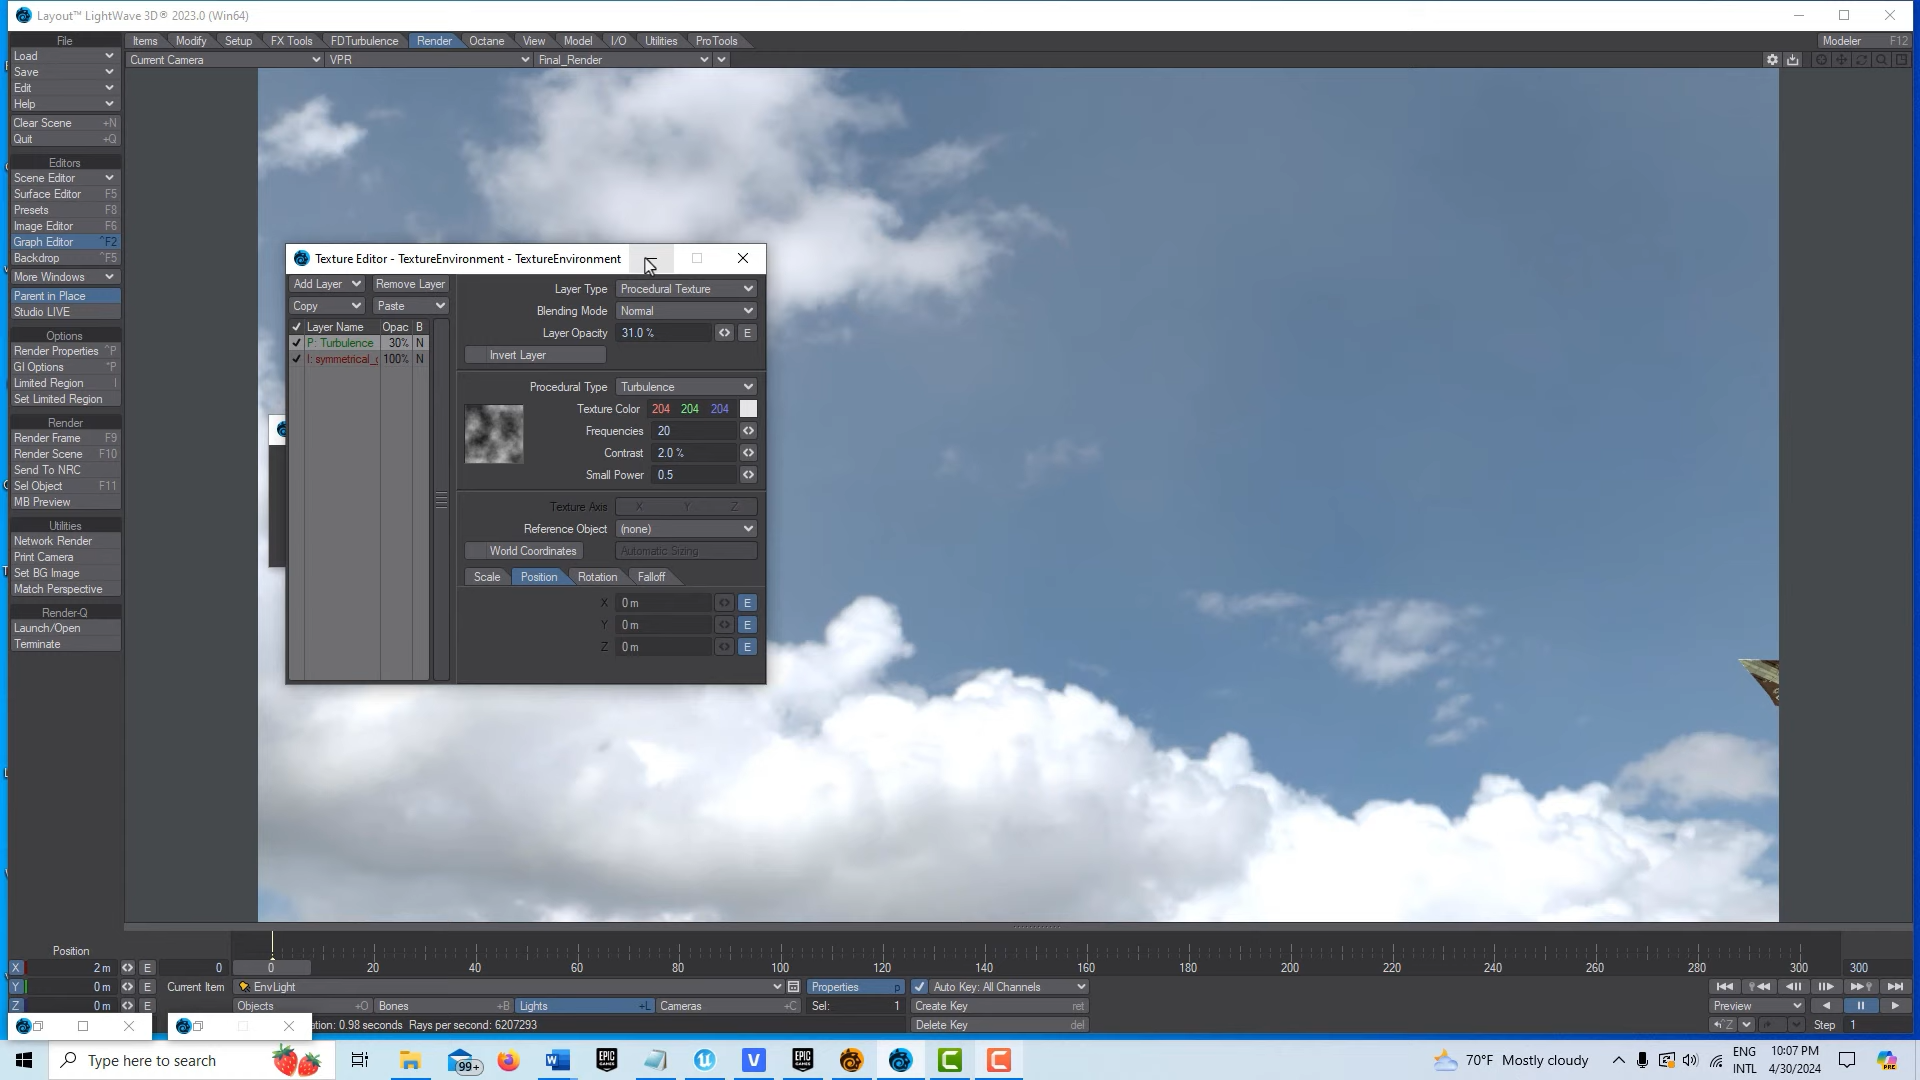 Layout™ LightWave 3D® 2023.0 (Win64)
File
Items Modify Setup FX Tools FDTurbulence Render Octane View Model I/O Utilities ProTools
Modeler F12
Current Camera VPR Final_Render
Load
Save
Edit
Help
Clear Scene +N
Quit +Q
Editors
Scene Editor
Surface Editor F5
Presets F8
Image Editor F6
Graph Editor ^F2
Backdrop ^F5
More Windows
Parent in Place
Studio LIVE
Options
Render Properties ^P
GI Options "P
Limited Region l
Set Limited Region
Render
Render Frame F9
Render Scene F10
Send To NRC
Sel Object F11
MB Preview
Utilities
Network Render
Print Camera
Set BG Image
Match Perspective
Render-Q
Launch/Open
Terminate
Texture Editor - TextureEnvironment - TextureEnvironment
Add Layer Remove Layer
Copy Paste
Layer Name Opac B
P: Turbulence 30% N
I: symmetrical_ 100% N
Layer Type Procedural Texture
Blending Mode Normal
Layer Opacity 31.0 % E
Invert Layer
Procedural Type Turbulence
Texture Color 204 204 204
Frequencies 20
Contrast 2.0 %
Small Power 0.5
Texture Axis X Y Z
Reference Object (none)
World Coordinates Automatic Sizing
Scale Position Rotation Falloff
X 0 m E
Y 0 m E
Z 0 m E
Position
X 2 m E 0
Y 0 m E
Z 0 m E
0 20 40 60 80 100 120 140 160 180 200 220 240 260 280 300 300
Current Item EnvLight Properties p Auto Key: All Channels
Objects +O Bones +B Lights +L Cameras +C Sel: 1 Create Key ret
Preview
ation: 0.98 seconds Rays per second: 6207293
Delete Key del
^Z Step 1
Type here to search
99+
70°F Mostly cloudy
ENG
INTL
10:07 PM
4/30/2024